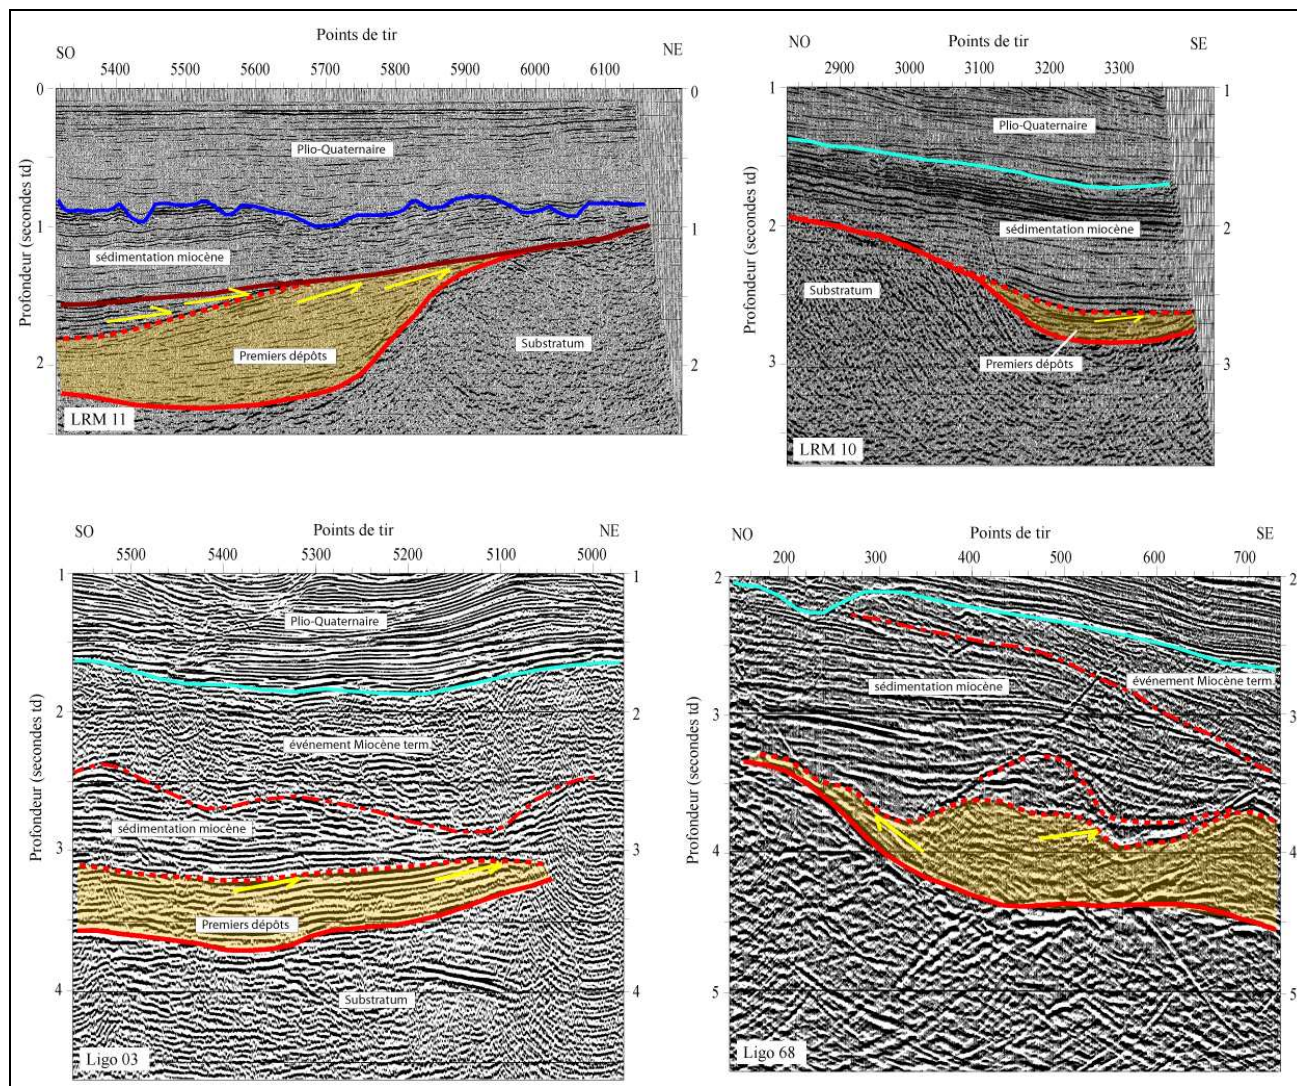 Points de tir
SO NE
5400 5500 5600 5700 5800 5900 6000 6100
0 0
Plio-Quaternaire
Profondeur (secondes td)
1 1
sédimentation miocène
Premiers dépôts
Substratum
2 2
LRM 11
Points de tir
NO SE
2900 3000 3100 3200 3300
1 1
Plio-Quaternaire
Profondeur (secondes td)
2 2
sédimentation miocène
Substratum
3 3
Premiers dépôts
LRM 10
Points de tir
SO NE
5500 5400 5300 5200 5100 5000
1 1
Plio-Quaternaire
2 2
événement Miocène term.
Profondeur (secondes td)
sédimentation miocène
3 3
Premiers dépôts
4 4
Substratum
Ligo 03
Points de tir
NO SE
200 300 400 500 600 700
2 2
sédimentation miocène
événement Miocène term.
3 3
Profondeur (secondes td)
4 4
5 5
Ligo 68